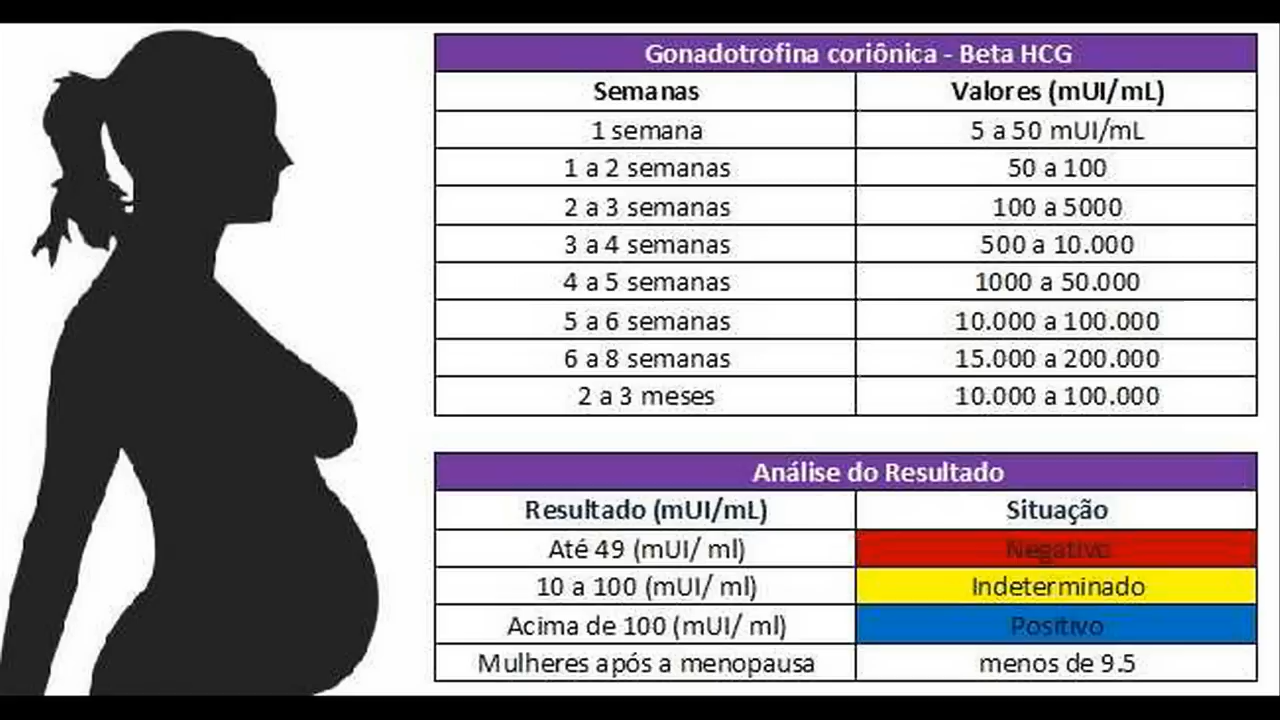 Gonadotrofina coriônica - Beta HCG
Semanas Valores (mUI/mL)
1 semana 5 a 50 mUI/mL
1 a 2 semanas 50 a 100
2 a 3 semanas 100 a 5000
3 a 4 semanas 500 a 10.000
4 a 5 semanas 1000 a 50.000
5 a 6 semanas 10.000 a 100.000
6 a 8 semanas 15.000 a 200.000
2 a 3 meses 10.000 a 100.000
Análise do Resultado
Resultado (mUI/mL) Situação
Até 49 (mUI/ ml) Negativo
10 a 100 (mUI/ ml) Indeterminado
Acima de 100 (mUI/ ml) Positivo
Mulheres após a menopausa menos de 9.5